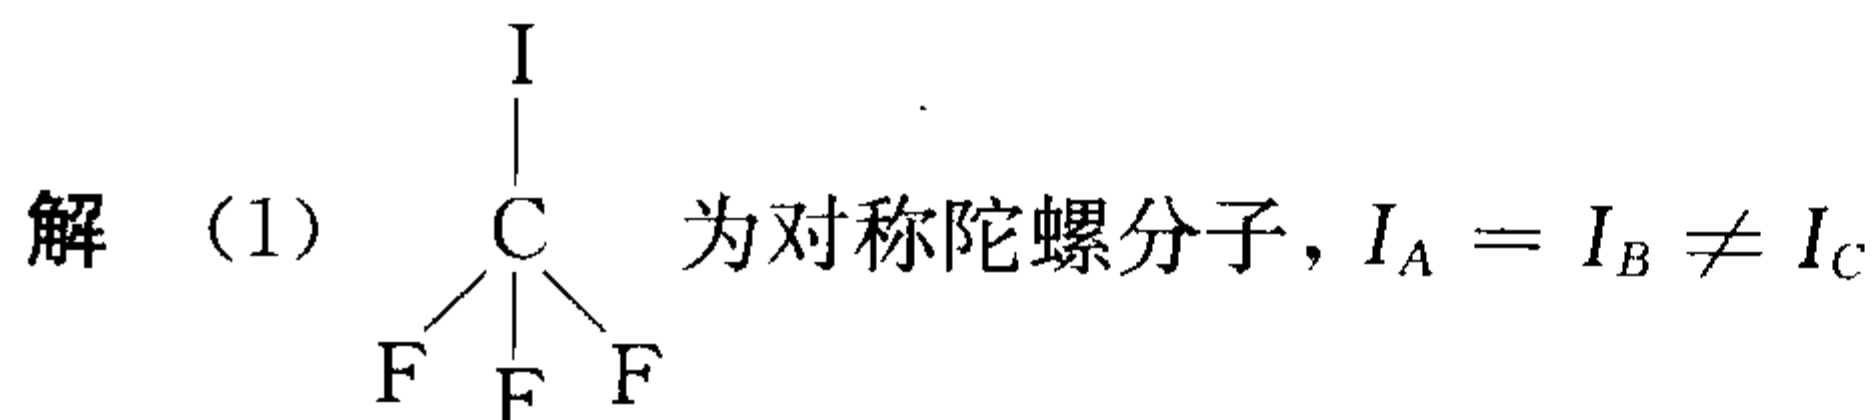 I
解 (1) C 为对称陀螺分子, I_A = I_B ≠ I_C
F F F